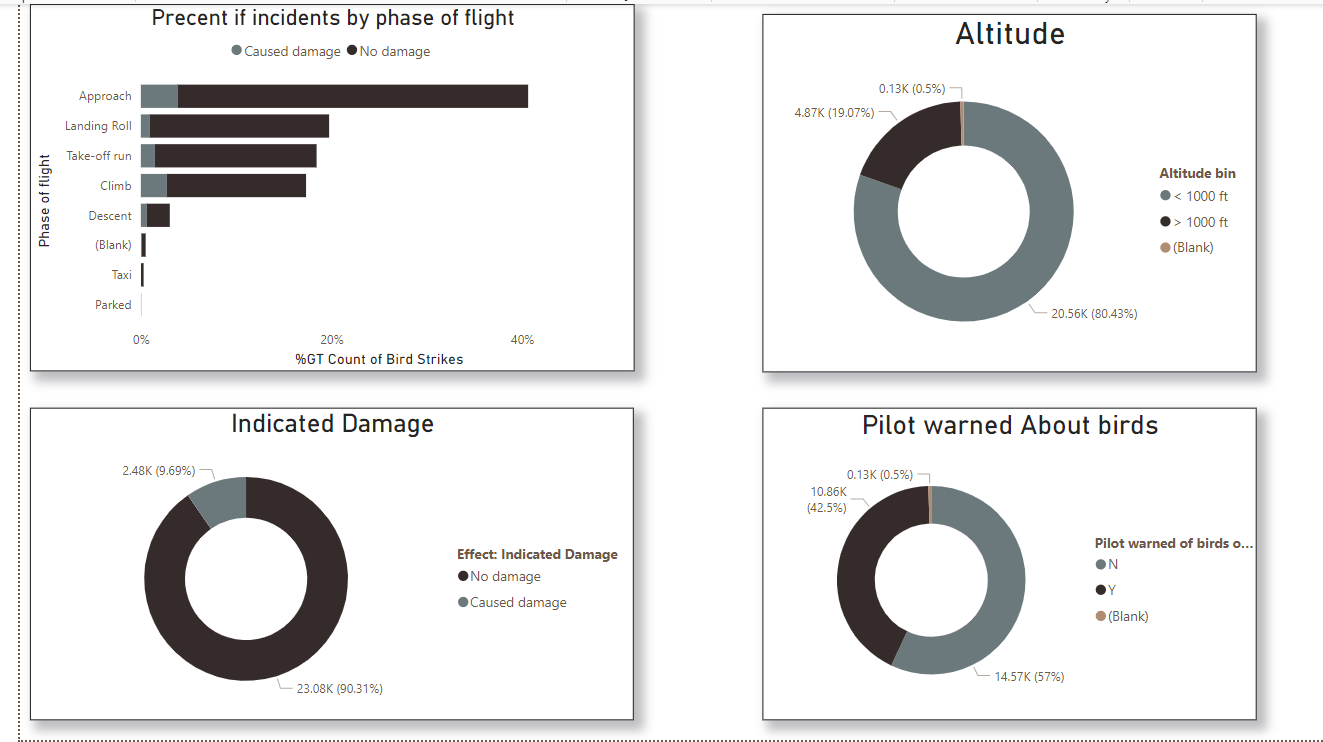 Precent if incidents by phase of flight
Caused damage No damage
Approach
Landing Roll
Take-off run
Climb
Descent
(Blank)
Taxi
Parked
Phase of flight
0% 20% 40%
%GT Count of Bird Strikes
Altitude
0.13K (0.5%)
4.87K (19.07%)
20.56K (80.43%)
Altitude bin
< 1000 ft
> 1000 ft
(Blank)
Indicated Damage
2.48K (9.69%)
23.08K (90.31%)
Effect: Indicated Damage
No damage
Caused damage
Pilot warned About birds
0.13K (0.5%)
10.86K
(42.5%)
14.57K (57%)
Pilot warned of birds o...
N
Y
(Blank)